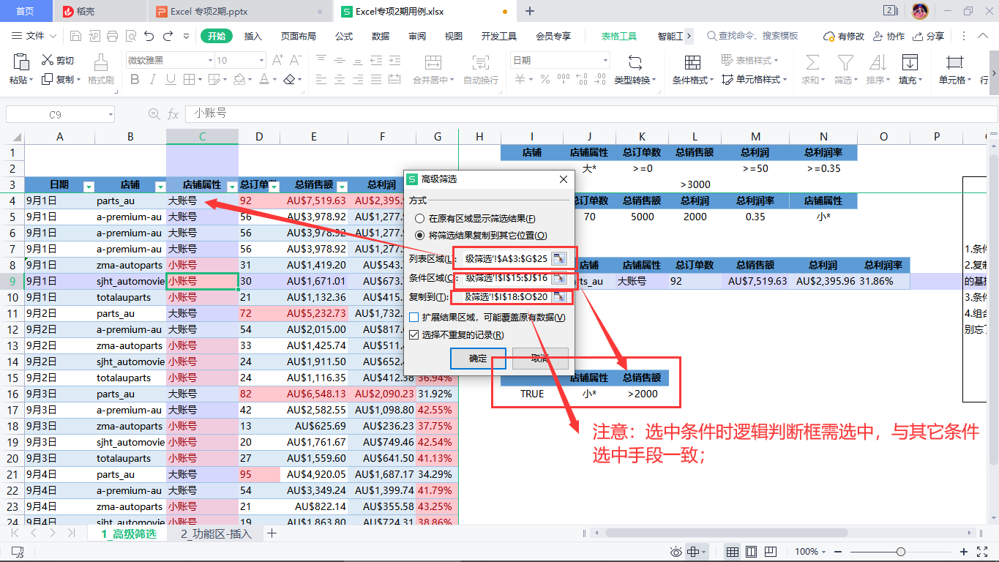 首页 稻壳 Excel 专项2期.pptx Excel专项2期用例.xlsx
文件 开始 插入 页面布局 公式 数据 审阅 视图 开发工具 会员专享 表格工具 智能工 查找命令、搜索模板 有修改 协作 分享
粘贴 剪切 复制 格式刷 微软雅黑 10 合并居中 自动换行 日期 类型转换 条件格式 表格样式 单元格样式 求和 筛选 排序 填充 单元格 行
C9 fx 小账号
A B C D E F G H I J K L M N O P
1 店铺 店铺属性 总订单数 总销售额 总利润 总利润率
2 大* >=0 >=50 >=0.35
3 日期 店铺 店铺属性 总订单数 总销售额 总利润 >3000
4 9月1日 parts_au 大账号 92 AU$7,519.63 AU$2,395. 总订单数 总销售额 总利润 总利润率 店铺属性
5 9月1日 a-premium-au 大账号 56 AU$3,978.92 AU$1,277. 70 5000 2000 0.35 小*
6 9月1日 a-premium-au 大账号 56 AU$3,978.92 AU$1,277.
7 9月1日 a-premium-au 大账号 56 AU$3,978.92 AU$1,277. 1.条件
8 9月1日 zma-autoparts 小账号 31 AU$1,419.20 AU$543. 店铺 店铺属性 总订单数 总销售额 总利润 总利润率 2.复制
9 9月1日 sjht_automovie 小账号 30 AU$1,671.01 AU$673. parts_au 大账号 92 AU$7,519.63 AU$2,395.96 31.86% 的基
10 9月1日 totalauparts 小账号 21 AU$1,132.36 AU$415. 3.条件
11 9月2日 parts_au 大账号 72 AU$5,232.73 AU$1,732. 4.组合
12 9月2日 a-premium-au 大账号 54 AU$2,015.00 AU$817. 别忘了
13 9月2日 zma-autoparts 小账号 33 AU$1,425.74 AU$511.
14 9月2日 sjht_automovie 小账号 24 AU$1,911.50 AU$652.
15 9月2日 totalauparts 小账号 24 AU$1,116.35 AU$412.38 36.94% 店铺属性 总销售额
16 9月3日 parts_au 大账号 82 AU$6,548.13 AU$2,090.23 31.92% TRUE 小* >2000
17 9月3日 a-premium-au 大账号 42 AU$2,582.55 AU$1,098.80 42.55%
18 9月3日 zma-autoparts 小账号 13 AU$625.69 AU$236.23 37.75%
19 9月3日 sjht_automovie 小账号 20 AU$1,761.67 AU$749.46 42.54%
20 9月3日 totalauparts 小账号 27 AU$1,559.60 AU$641.50 41.13%
21 9月4日 parts_au 大账号 95 AU$4,920.05 AU$1,687.17 34.29%
22 9月4日 a-premium-au 大账号 54 AU$3,349.24 AU$1,399.74 41.79%
23 9月4日 zma-autoparts 小账号 21 AU$822.14 AU$355.58 43.25%
24 9月4日 sjht_automovie 小账号 19 AU$1,863.80 AU$724.31 38.86%
高级筛选
方式
在原有区域显示筛选结果(F)
将筛选结果复制到其它位置(O)
列表区域(L): 级筛选'!$A$3:$G$25
条件区域(C): 级筛选'!$I$15:$J$16
复制到(T): 级筛选'!$I$18:$O$20
扩展结果区域，可能覆盖原有数据(V)
选择不重复的记录(R)
确定 取消
注意：选中条件时逻辑判断框需选中，与其它条件
选中手段一致；
1_高级筛选 2_功能区-插入
100%